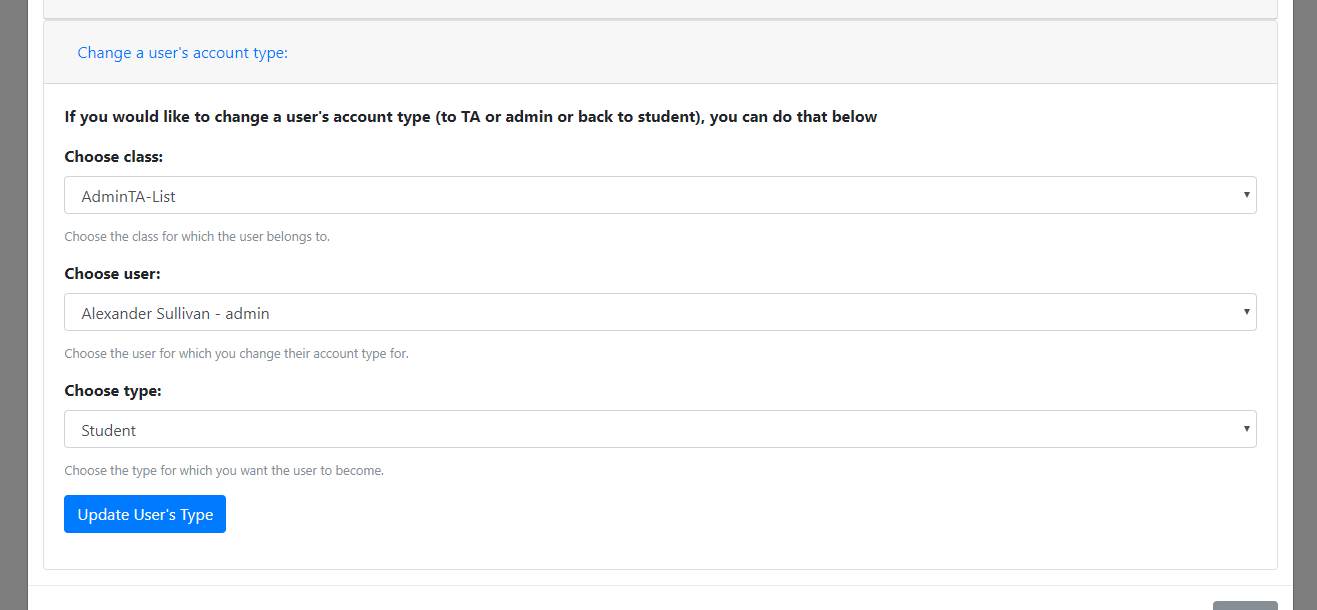 Change a user's account type:
If you would like to change a user's account type (to TA or admin or back to student), you can do that below
Choose class:
AdminTA-List
Choose the class for which the user belongs to.
Choose user:
Alexander Sullivan - admin
Choose the user for which you change their account type for.
Choose type:
Student
Choose the type for which you want the user to become.
Update User's Type